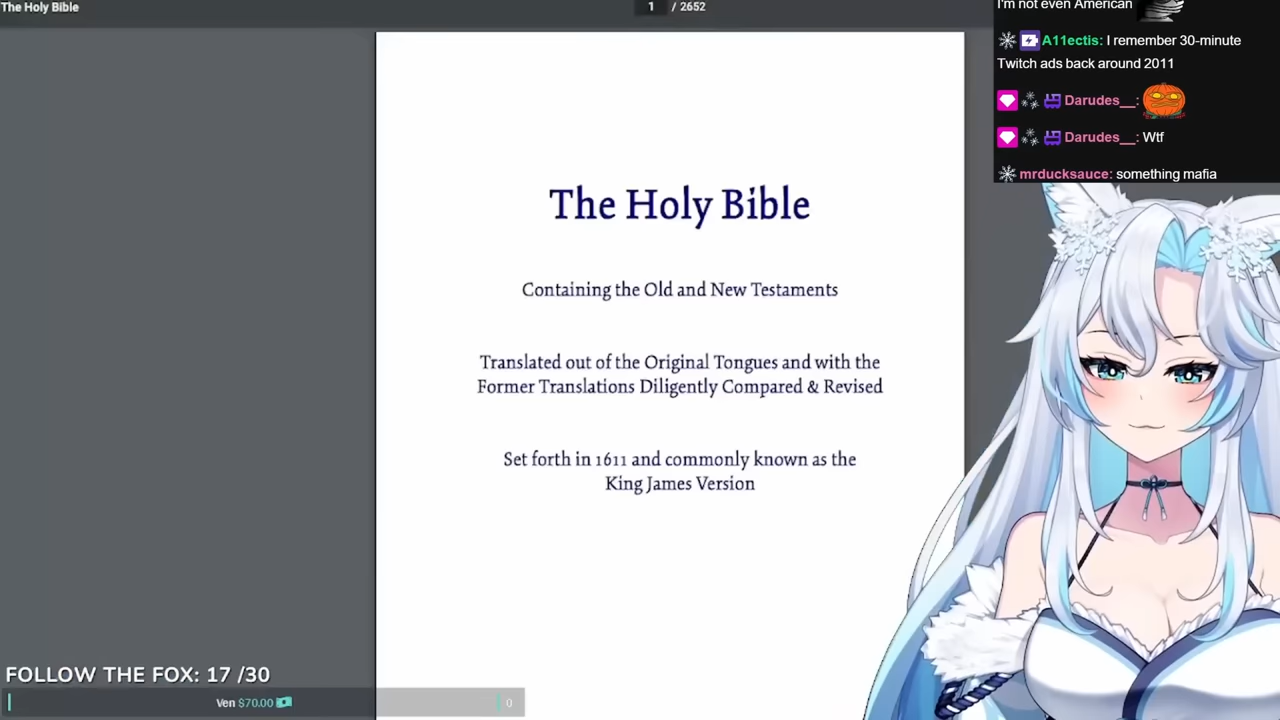 The Holy Bible
1 / 2652
I'm not even American
A11ectis: I remember 30-minute
Twitch ads back around 2011
Darudes__:
Darudes__: Wtf
mrducksauce: something mafia
The Holy Bible
Containing the Old and New Testaments
Translated out of the Original Tongues and with the
Former Translations Diligently Compared & Revised
Set forth in 1611 and commonly known as the
King James Version
FOLLOW THE FOX: 17 /30
Ven $70.00
0